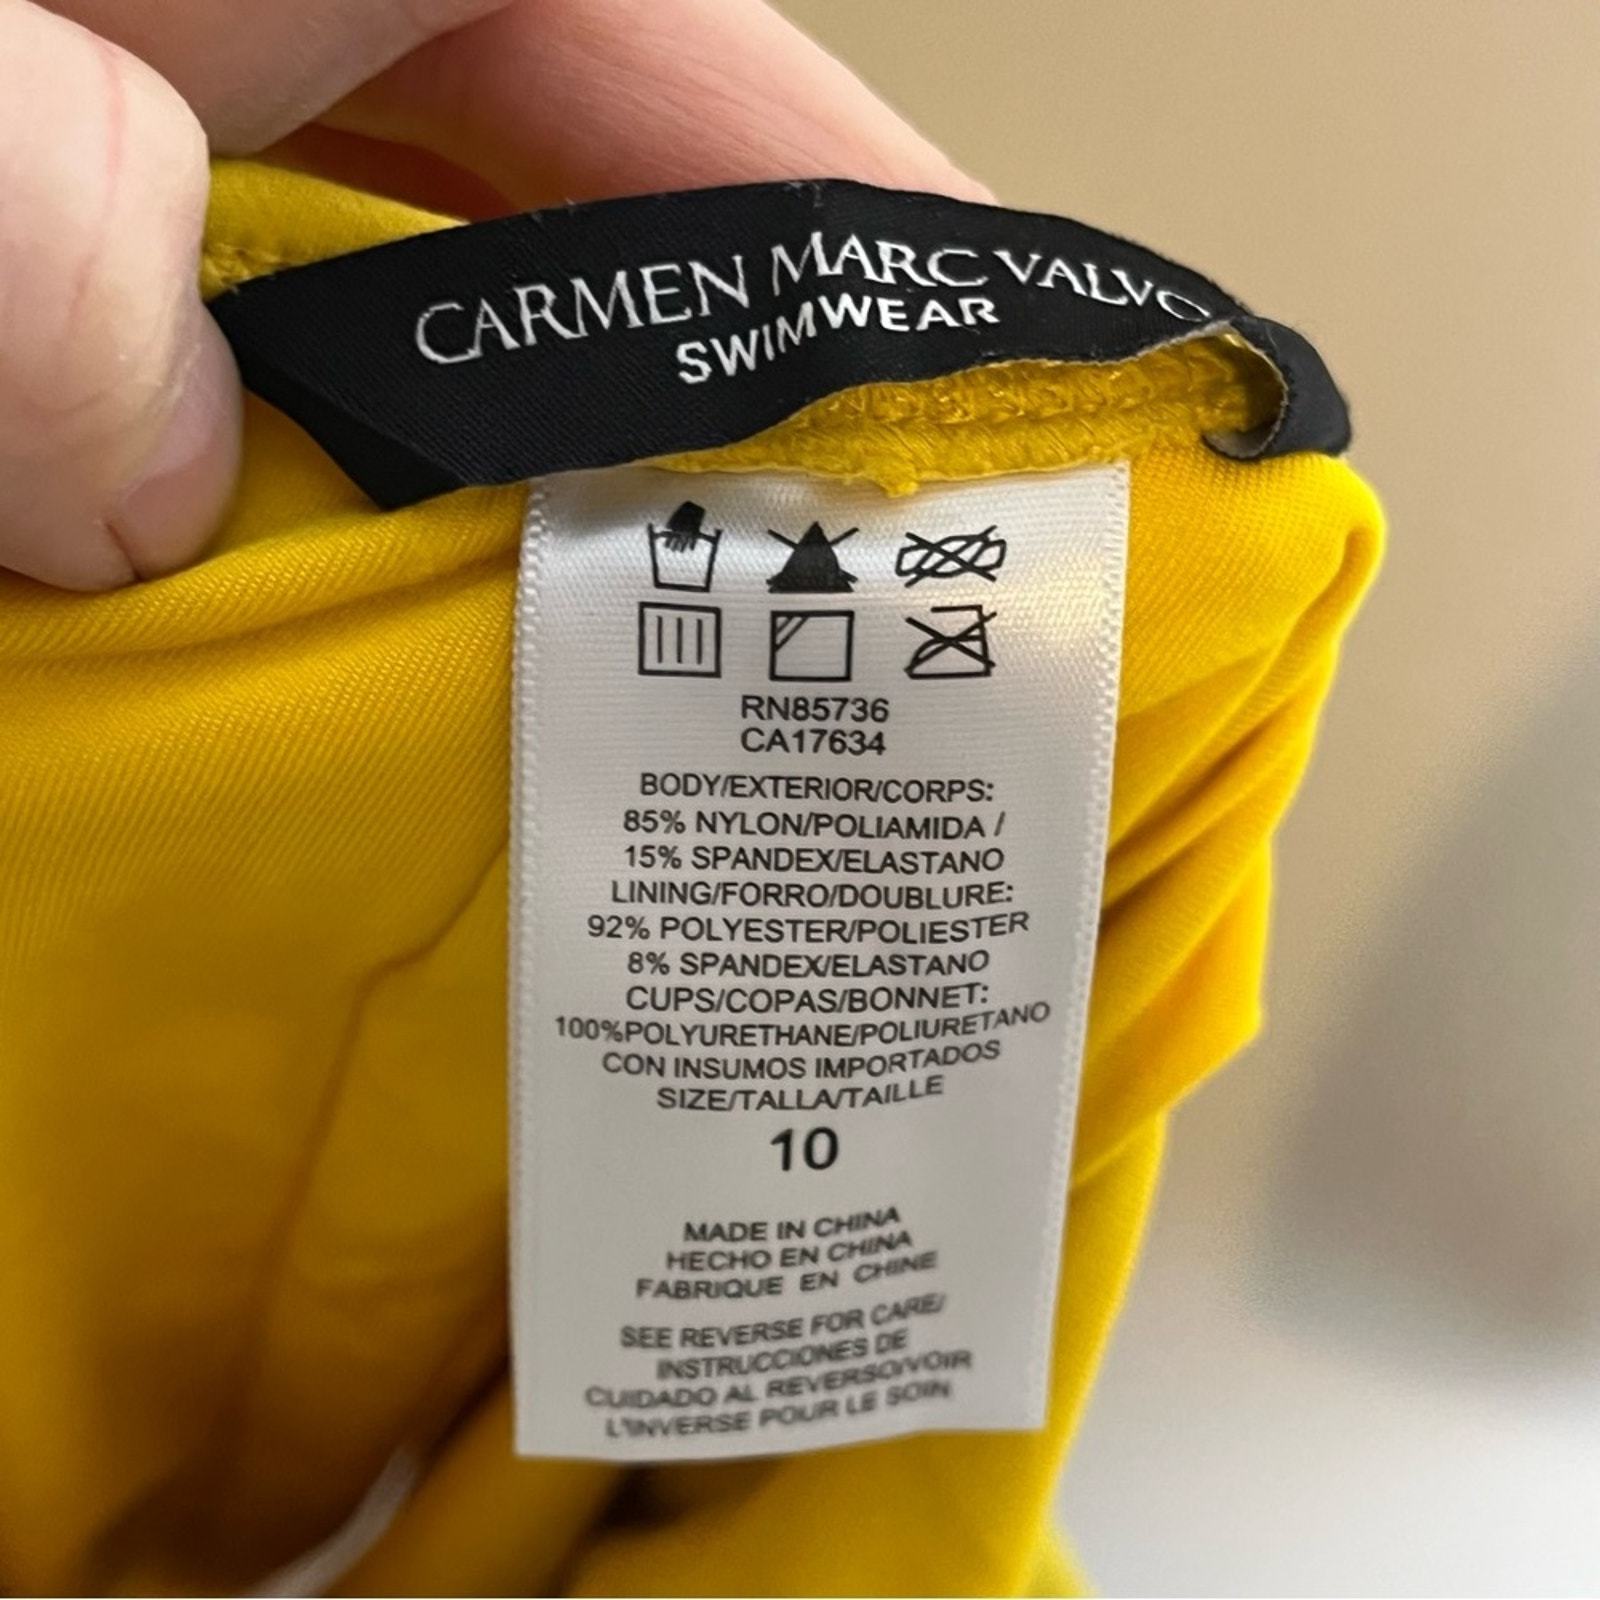 CARMEN MARC VALVO
SWIMWEAR
RN85736
CA17634
BODY/EXTERIOR/CORPS:
85% NYLON/POLIAMIDA /
15% SPANDEX/ELASTANO
LINING/FORRO/DOUBLURE:
92% POLYESTER/POLIESTER
8% SPANDEX/ELASTANO
CUPS/COPAS/BONNET:
100%POLYURETHANE/POLIURETANO
CON INSUMOS IMPORTADOS
SIZE/TALLA/TAILLE
10
MADE IN CHINA
HECHO EN CHINA
FABRIQUE EN CHINE
SEE REVERSE FOR CARE/
INSTRUCCIONES DE
CUIDADO AL REVERSO/VOIR
L'INVERSE POUR LE SOIN